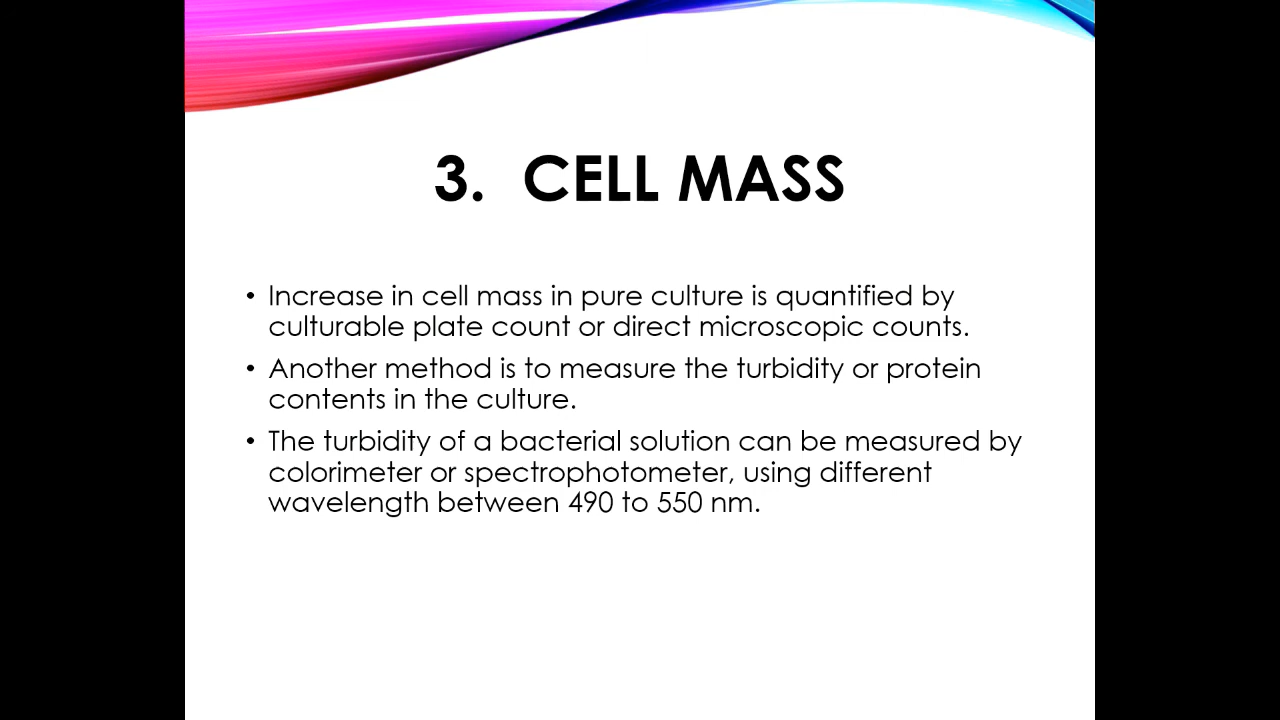 3. CELL MASS
• Increase in cell mass in pure culture is quantified by
culturable plate count or direct microscopic counts.
• Another method is to measure the turbidity or protein
contents in the culture.
• The turbidity of a bacterial solution can be measured by
colorimeter or spectrophotometer, using different
wavelength between 490 to 550 nm.